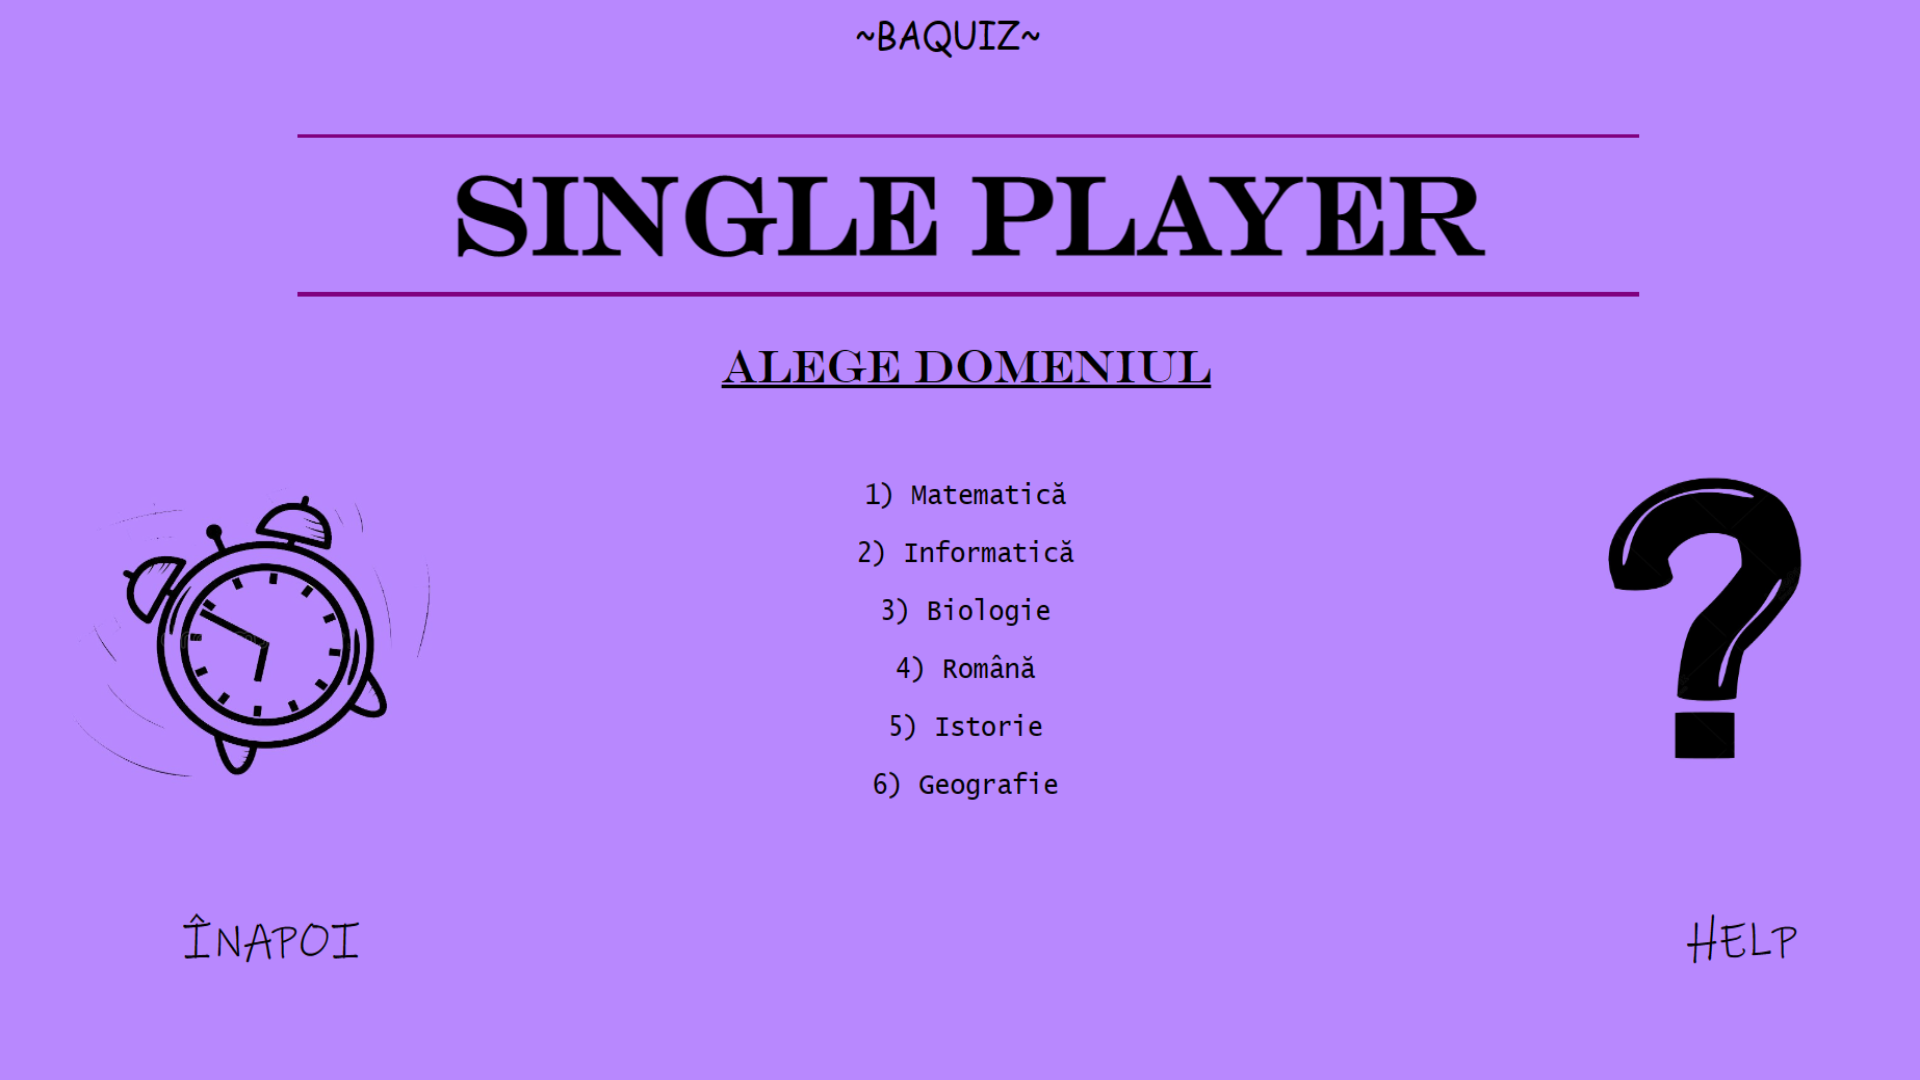 ~BAQUIZ~
SINGLE PLAYER
ALEGE DOMENIUL
1) Matematică
2) Informatică
3) Biologie
4) Română
5) Istorie
6) Geografie
ÎNAPOI
HELP